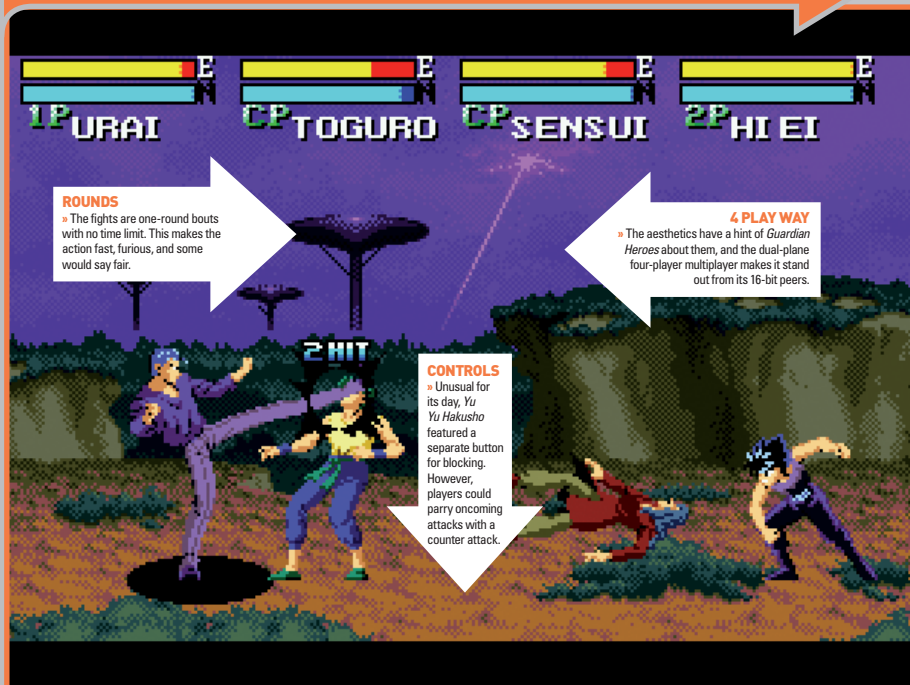 E E E E
N N N N
1P URAI CP TOGURO CP SENSUI 2P HIEI
ROUNDS
» The fights are one-round bouts
with no time limit. This makes the
action fast, furious, and some
would say fair.
4 PLAY WAY
» The aesthetics have a hint of Guardian
Heroes about them, and the dual-plane
four-player multiplayer makes it stand
out from its 16-bit peers.
2 HIT
CONTROLS
» Unusual for
its day, Yu
Yu Hakusho
featured a
separate button
for blocking.
However,
players could
parry oncoming
attacks with a
counter attack.